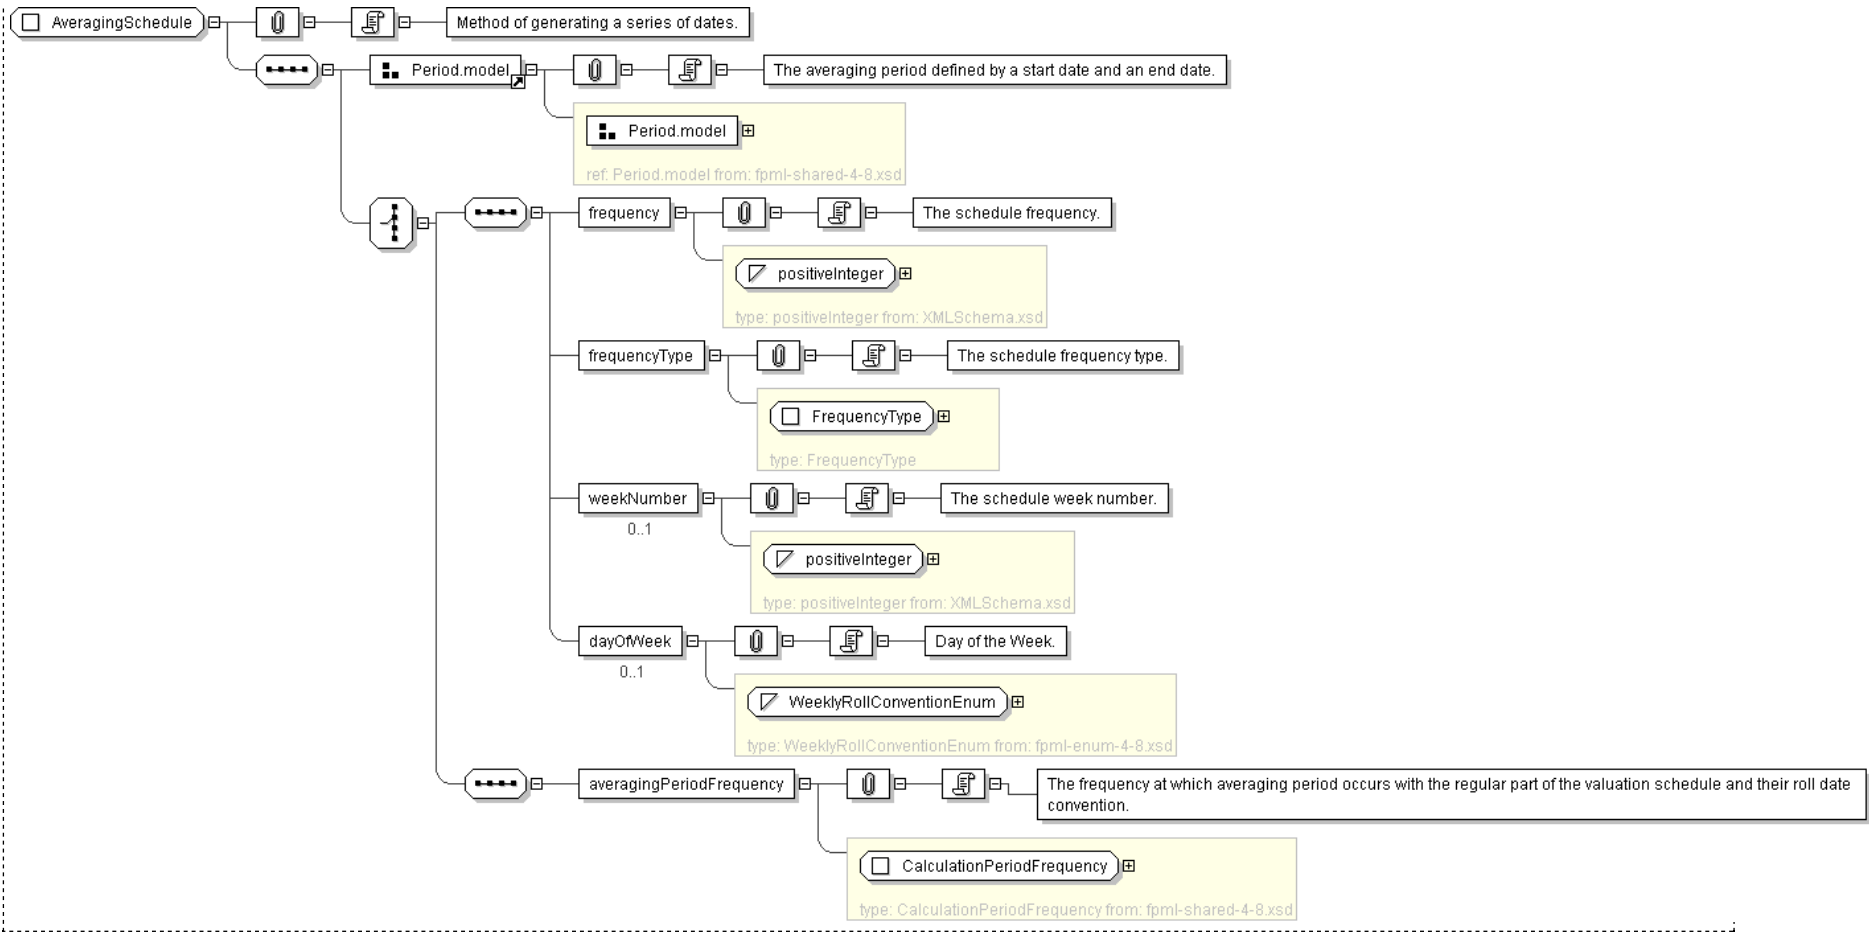 AveragingSchedule
Method of generating a series of dates.
Period.model
The averaging period defined by a start date and an end date.
Period.model
ref: Period.model from: fpml-shared-4-8.xsd
frequency
The schedule frequency.
positiveInteger
type: positiveInteger from: XMLSchema.xsd
frequencyType
The schedule frequency type.
FrequencyType
type: FrequencyType
weekNumber
The schedule week number.
0..1
positiveInteger
type: positiveInteger from: XMLSchema.xsd
dayOfWeek
Day of the Week.
0..1
WeeklyRollConventionEnum
type: WeeklyRollConventionEnum from: fpml-enum-4-8.xsd
averagingPeriodFrequency
The frequency at which averaging period occurs with the regular part of the valuation schedule and their roll date
convention.
CalculationPeriodFrequency
type: CalculationPeriodFrequency from: fpml-shared-4-8.xsd